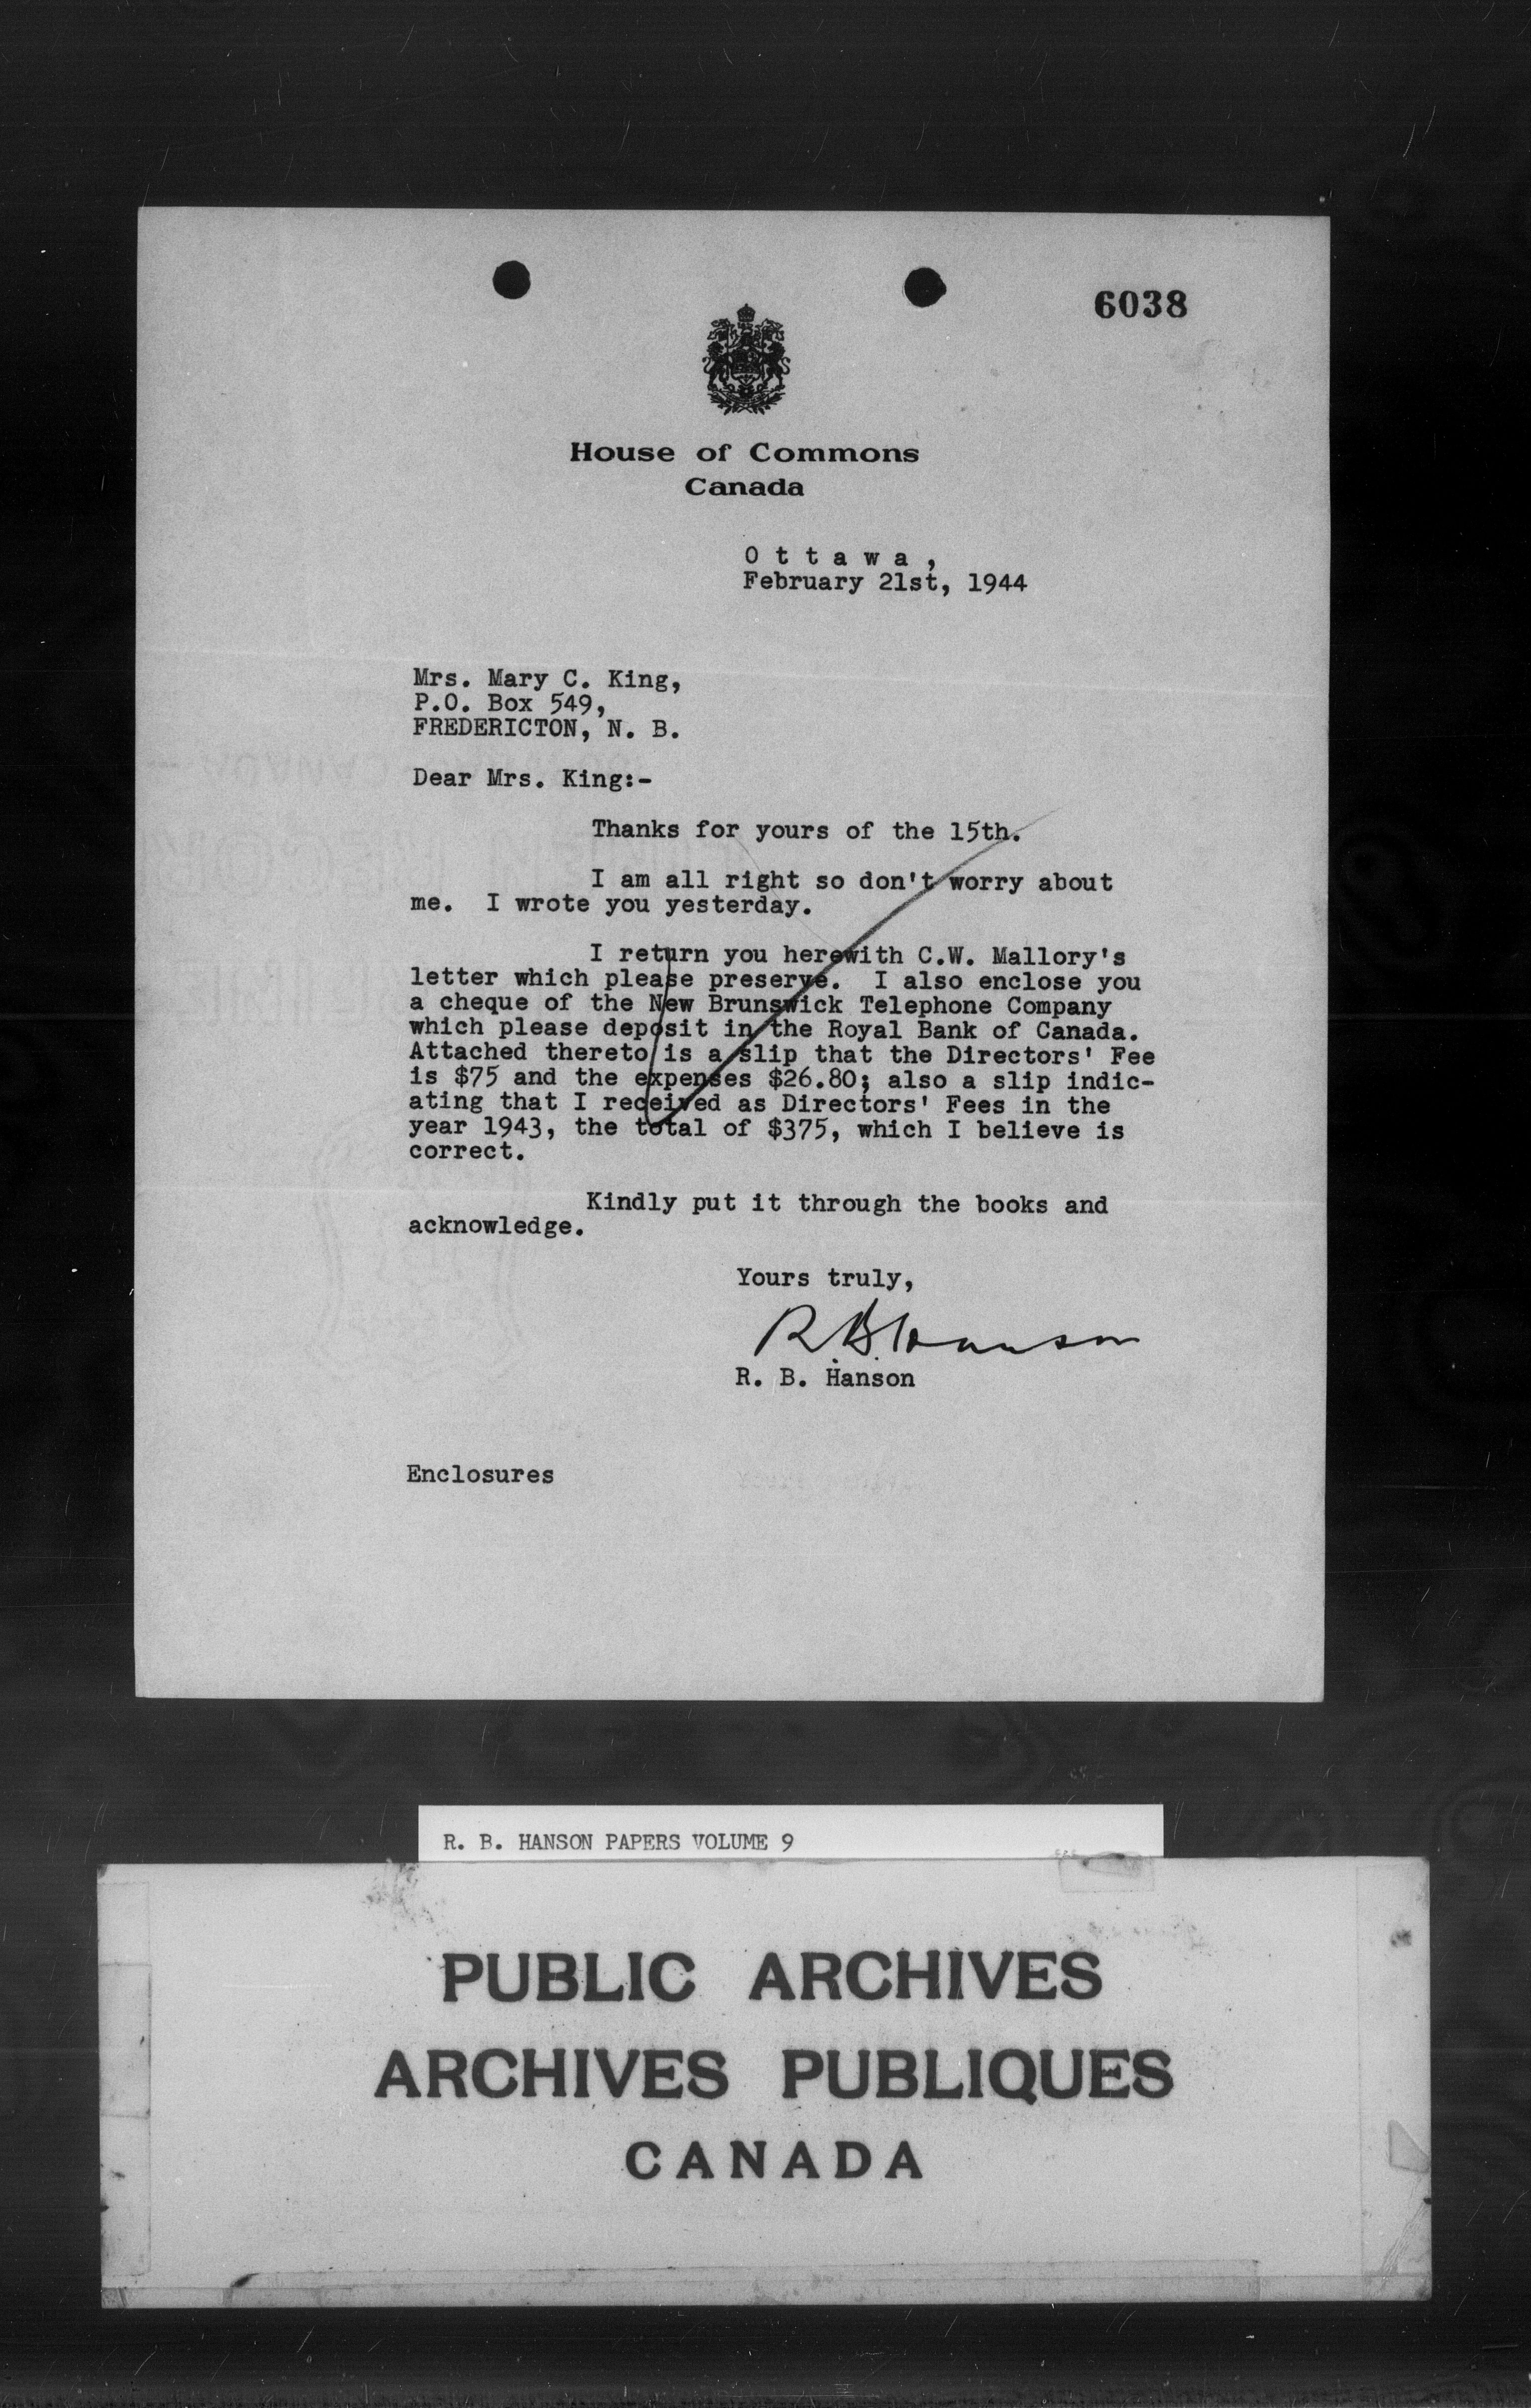 6038
House of Commons
Canada
Ottawa,
February 21st, 1944
Mrs. Mary C. King,
P.O. Box 549,
FREDERICTON, N. B.
Dear Mrs. King:-
Thanks for yours of the 15th.
I am all right so don't worry about
me. I wrote you yesterday.
I return you herewith C.W. Mallory's
letter which please preserve. I also enclose you
a cheque of the New Brunswick Telephone Company
which please deposit in the Royal Bank of Canada.
Attached thereto is a slip that the Directors' Fee
is $75 and the expenses $26.80; also a slip indic-
ating that I received as Directors' Fees in the
year 1943, the total of $375, which I believe is
correct.
Kindly put it through the books and
acknowledge.
Yours truly,
R. B. Hanson
R. B. Hanson
Enclosures
R. B. HANSON PAPERS VOLUME 9
PUBLIC ARCHIVES
ARCHIVES PUBLIQUES
CANADA